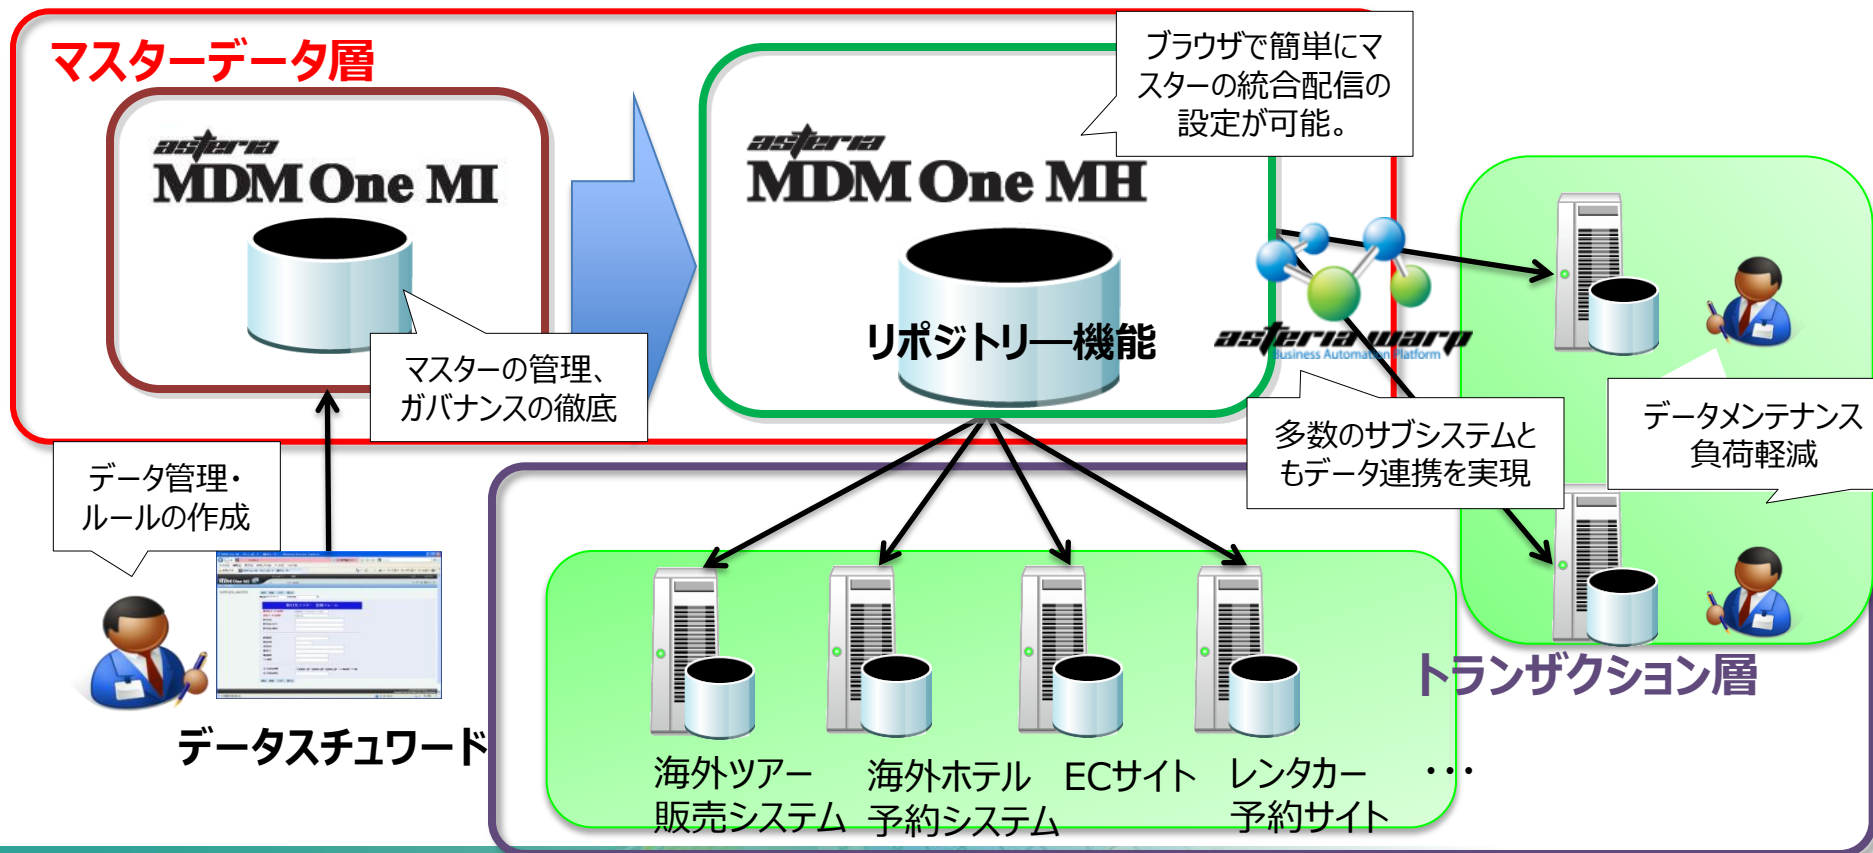 マスターデータ層
asteria
MDM One MI
マスターの管理、
ガバナンスの徹底
asteria
MDM One MH
リポジトリ―機能
ブラウザで簡単にマ
スターの統合配信の
設定が可能。
asteria warp
Business Automation Platform
多数のサブシステムと
もデータ連携を実現
データメンテナンス
負荷軽減
データ管理・
ルールの作成
MDM One MI
データスチュワード
トランザクション層
海外ツアー
販売システム
海外ホテル
予約システム
ECサイト
レンタカー
予約サイト
・・・